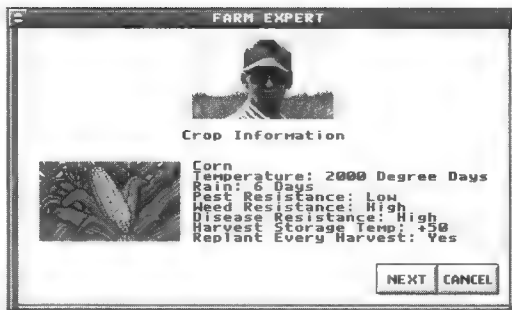 FARM EXPERT
Crop Information
Corn
Temperature: 2000 Degree Days
Rain: 6 Days
Pest Resistance: Low
Weed Resistance: High
Disease Resistance: High
Harvest Storage Temp: +50
Replant Every Harvest: Yes
NEXT CANCEL